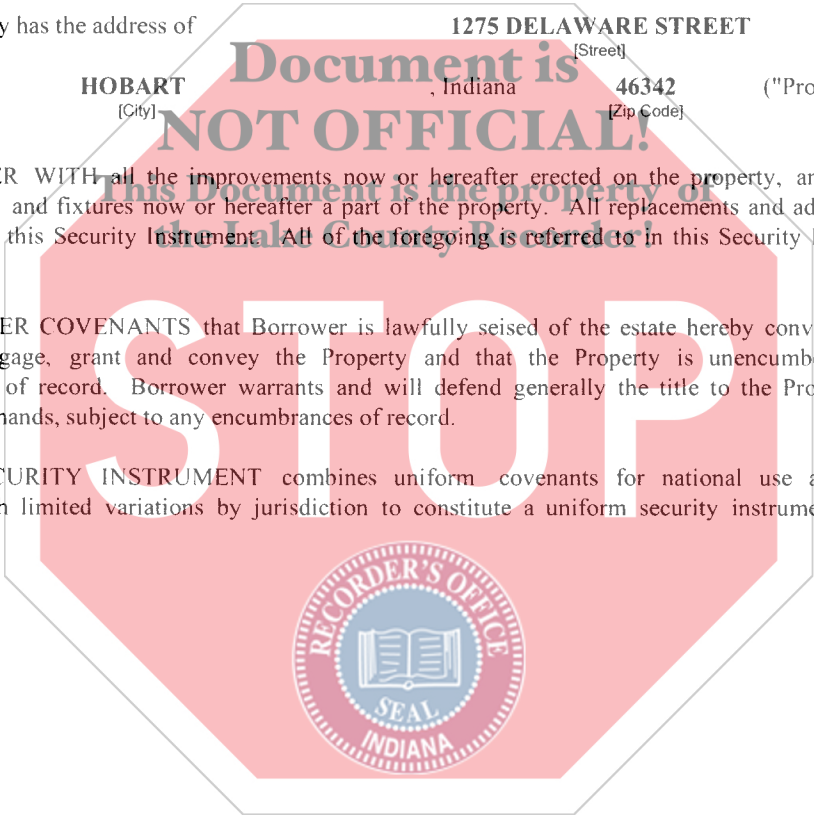 y has the address of 1275 DELAWARE STREET
[Street]
Document is
HOBART , Indiana 46342 ("Pro
[City] [Zip Code]
NOT OFFICIAL!
ER WITH all the improvements now or hereafter erected on the property, an
This Document is the property of
and fixtures now or hereafter a part of the property. All replacements and ad
the Lake County Recorder!
this Security Instrument. All of the foregoing is referred to in this Security
ER COVENANTS that Borrower is lawfully seised of the estate hereby conv
gage, grant and convey the Property and that the Property is unencumb
of record. Borrower warrants and will defend generally the title to the Pro
nands, subject to any encumbrances of record.
STOP
CURITY INSTRUMENT combines uniform covenants for national use a
h limited variations by jurisdiction to constitute a uniform security instrume
RECORDER'S OFFICE
SEAL
INDIANA